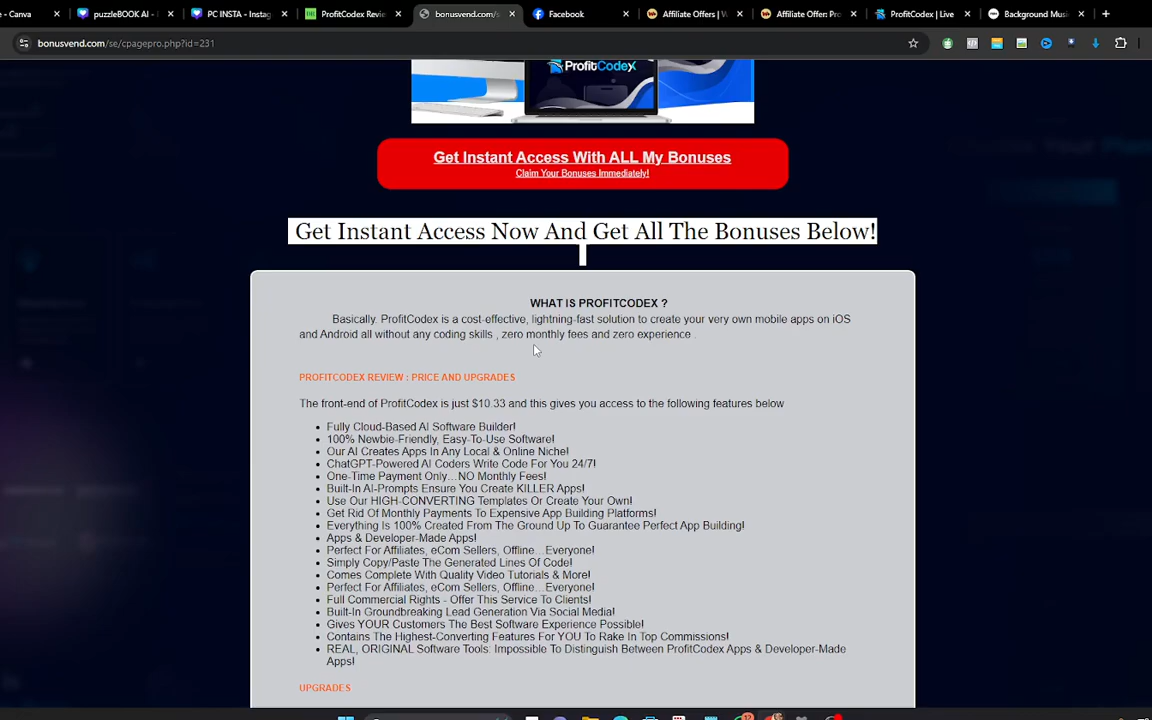 e - Canva
puzzleBOOK AI -
PC INSTA - Instag
ProfitCodex Revie
bonusvend.com/s
Facebook
Affiliate Offers | W
Affiliate Offer: Pro
ProfitCodex | Live
Background Musi
bonusvend.com/se/cpagepro.php?id=231
ProfitCodex
Get Instant Access With ALL My Bonuses
Claim Your Bonuses Immediately!
Get Instant Access Now And Get All The Bonuses Below!
WHAT IS PROFITCODEX ?
Basically. ProfitCodex is a cost-effective, lightning-fast solution to create your very own mobile apps on iOS
and Android all without any coding skills , zero monthly fees and zero experience .
PROFITCODEX REVIEW : PRICE AND UPGRADES
The front-end of ProfitCodex is just $10.33 and this gives you access to the following features below
• Fully Cloud-Based AI Software Builder!
• 100% Newbie-Friendly, Easy-To-Use Software!
• Our AI Creates Apps In Any Local & Online Niche!
• ChatGPT-Powered AI Coders Write Code For You 24/7!
• One-Time Payment Only…NO Monthly Fees!
• Built-In AI-Prompts Ensure You Create KILLER Apps!
• Use Our HIGH-CONVERTING Templates Or Create Your Own!
• Get Rid Of Monthly Payments To Expensive App Building Platforms!
• Everything Is 100% Created From The Ground Up To Guarantee Perfect App Building!
• Apps & Developer-Made Apps!
• Perfect For Affiliates, eCom Sellers, Offline…Everyone!
• Simply Copy/Paste The Generated Lines Of Code!
• Comes Complete With Quality Video Tutorials & More!
• Perfect For Affiliates, eCom Sellers, Offline…Everyone!
• Full Commercial Rights - Offer This Service To Clients!
• Built-In Groundbreaking Lead Generation Via Social Media!
• Gives YOUR Customers The Best Software Experience Possible!
• Contains The Highest-Converting Features For YOU To Rake In Top Commissions!
• REAL, ORIGINAL Software Tools: Impossible To Distinguish Between ProfitCodex Apps & Developer-Made
Apps!
UPGRADES